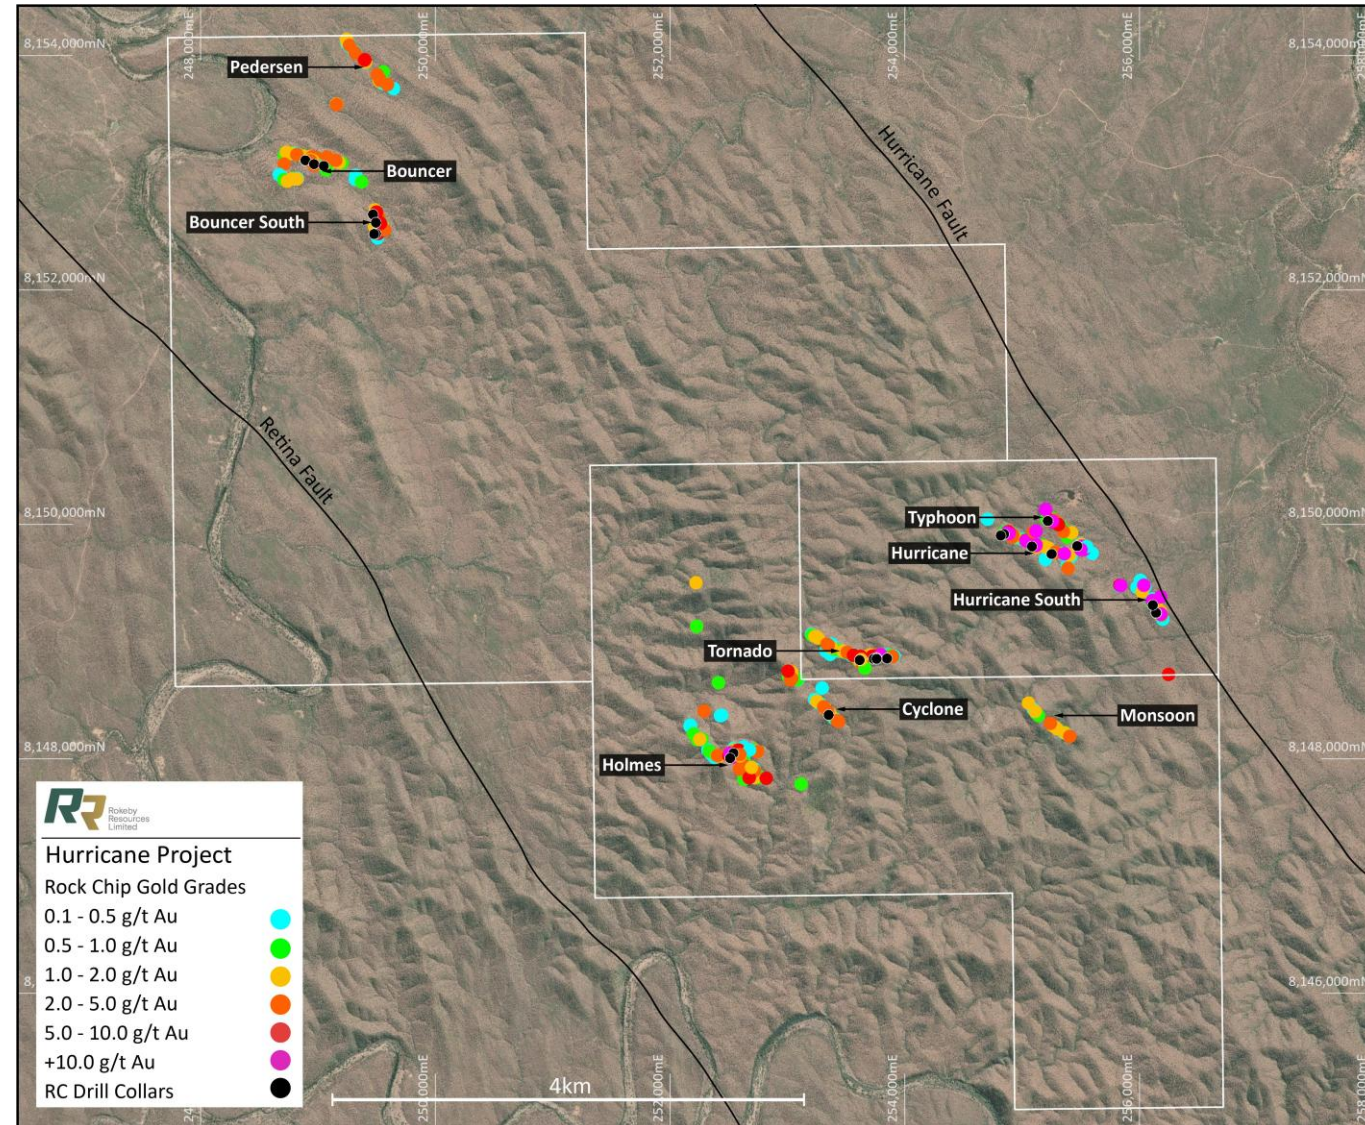 8,154,000mN
8,154,000mN
248,000mE
250,000mE
252,000mE
254,000mE
256,000mE
258,000mE
Pedersen
Bouncer
Bouncer South
Hurricane Fault
8,152,000mN
8,152,000mN
Retina Fault
8,150,000mN
8,150,000mN
Typhoon
Hurricane
Hurricane South
Tornado
Cyclone
Monsoon
8,148,000mN
8,148,000mN
Holmes
RR
Rokeby
Resources
Limited
Hurricane Project
Rock Chip Gold Grades
0.1 - 0.5 g/t Au
0.5 - 1.0 g/t Au
1.0 - 2.0 g/t Au
2.0 - 5.0 g/t Au
5.0 - 10.0 g/t Au
+10.0 g/t Au
RC Drill Collars
8,146,000mN
4km
250,000mE
252,000mE
254,000mE
256,000mE
258,000mE